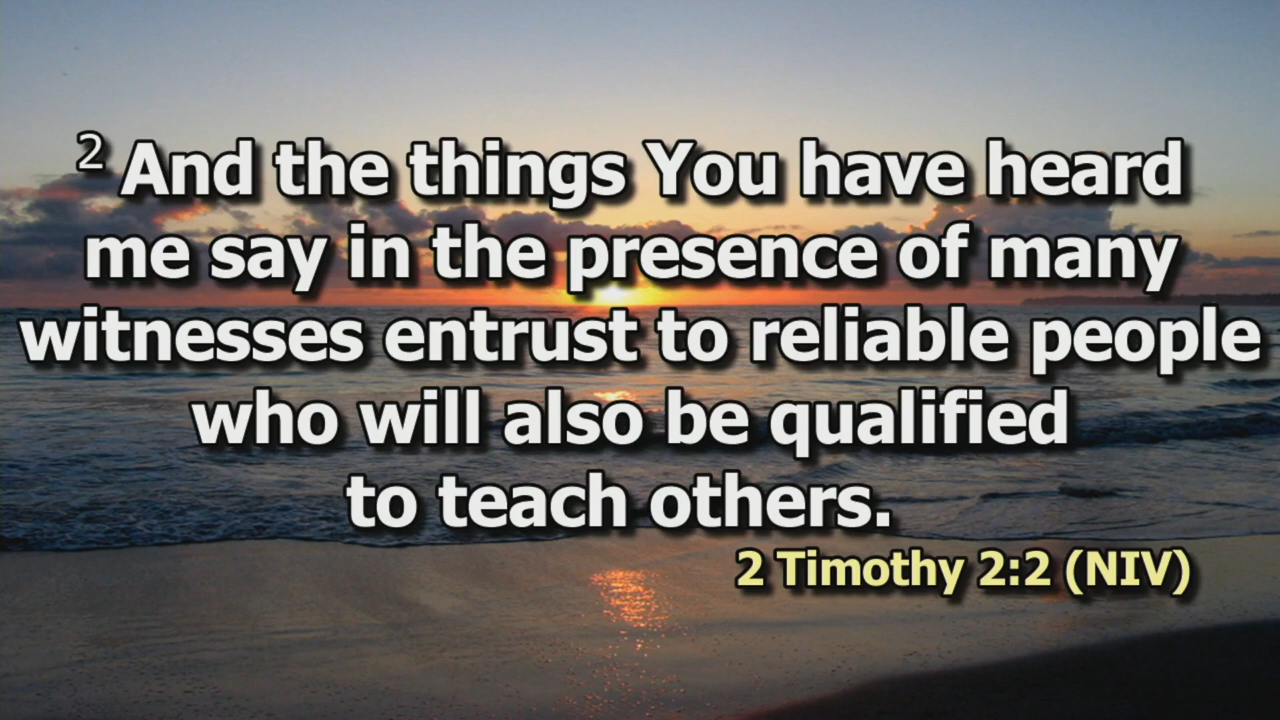 2 And the things You have heard
me say in the presence of many
witnesses entrust to reliable people
who will also be qualified
to teach others.
2 Timothy 2:2 (NIV)